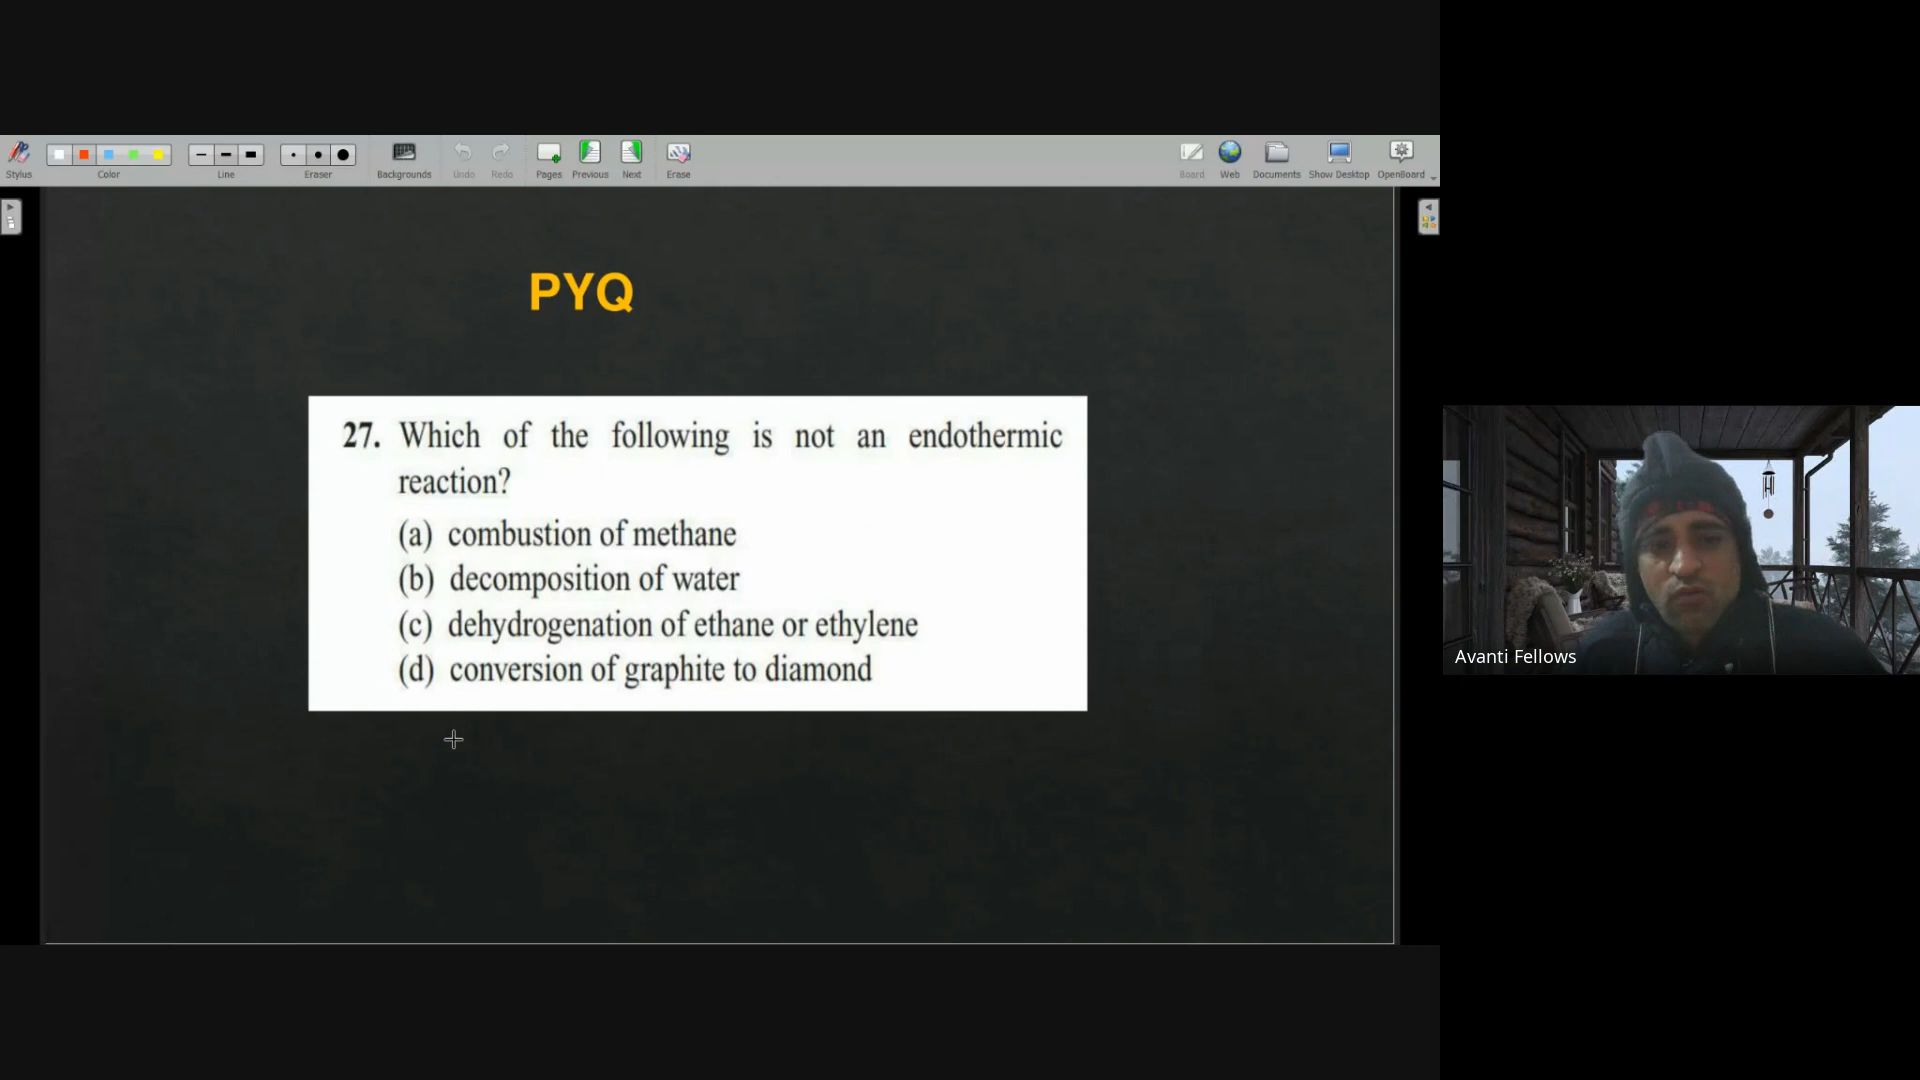 Stylus
Color
Line
Eraser
Backgrounds
Undo
Redo
Pages
Previous
Next
Erase
Board
Web
Documents
Show Desktop
OpenBoard
PYQ
27. Which of the following is not an endothermic
reaction?
(a) combustion of methane
(b) decomposition of water
(c) dehydrogenation of ethane or ethylene
(d) conversion of graphite to diamond
Avanti Fellows